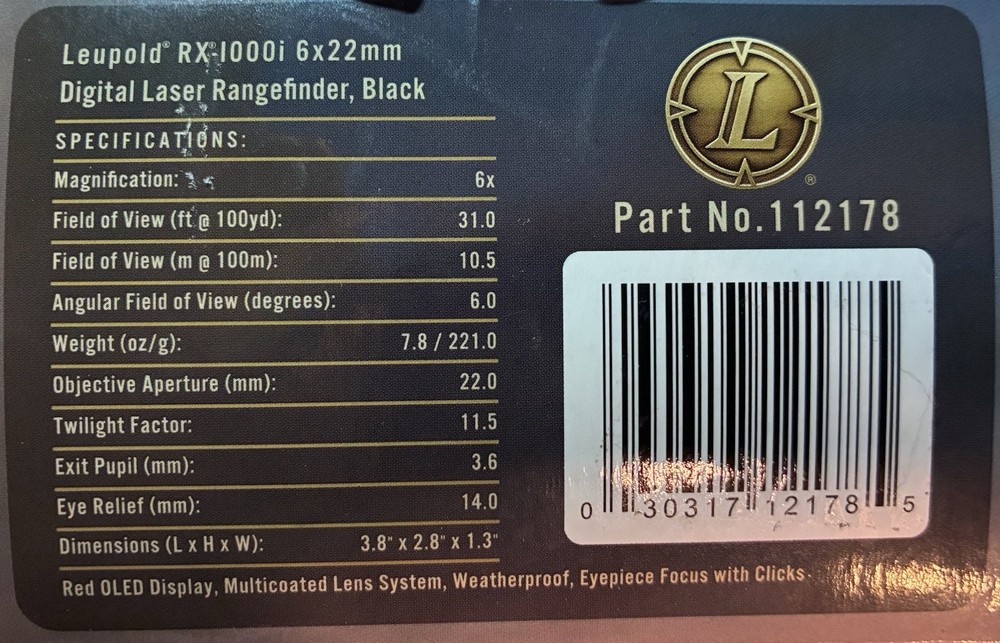 Leupold® RX®-1000i 6x22mm
Digital Laser Rangefinder, Black
SPECIFICATIONS:
Magnification: 6x
Field of View (ft @ 100yd): 31.0
Field of View (m @ 100m): 10.5
Angular Field of View (degrees): 6.0
Weight (oz/g): 7.8 / 221.0
Objective Aperture (mm): 22.0
Twilight Factor: 11.5
Exit Pupil (mm): 3.6
Eye Relief (mm): 14.0
Dimensions (L x H x W): 3.8" x 2.8" x 1.3"
Red OLED Display, Multicoated Lens System, Weatherproof, Eyepiece Focus with Clicks
L
®
Part No.112178
0 30317 12178 5